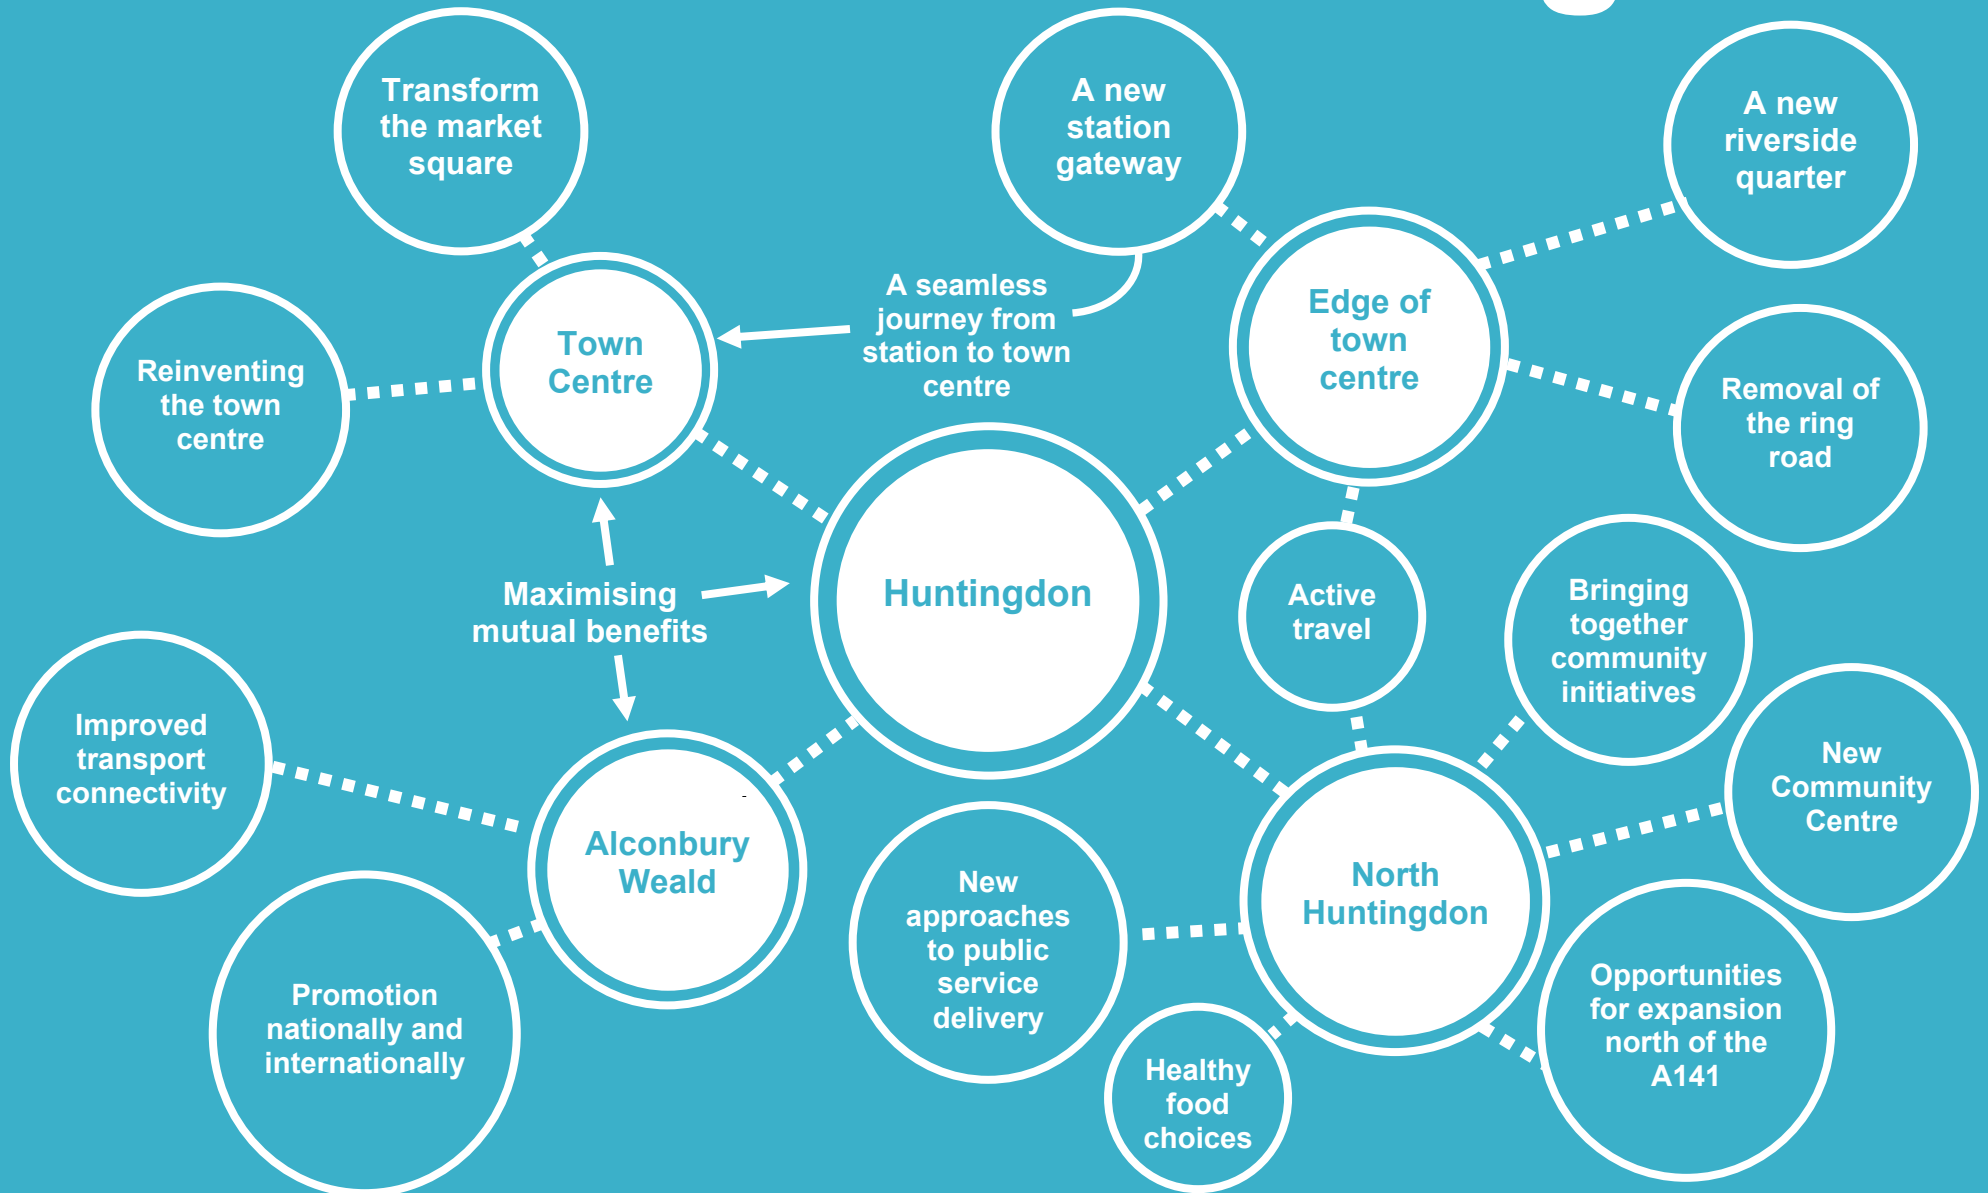 Transform
the market
square
A new
station
gateway
A new
riverside
quarter
Reinventing
the town
centre
Town
Centre
A seamless
journey from
station to town
centre
Edge of
town
centre
Removal of
the ring
road
Maximising
mutual benefits
Huntingdon
Active
travel
Bringing
together
community
initiatives
Improved
transport
connectivity
New
Community
Centre
Alconbury
Weald
New
approaches
to public
service
delivery
North
Huntingdon
Promotion
nationally and
internationally
Healthy
food
choices
Opportunities
for expansion
north of the
A141